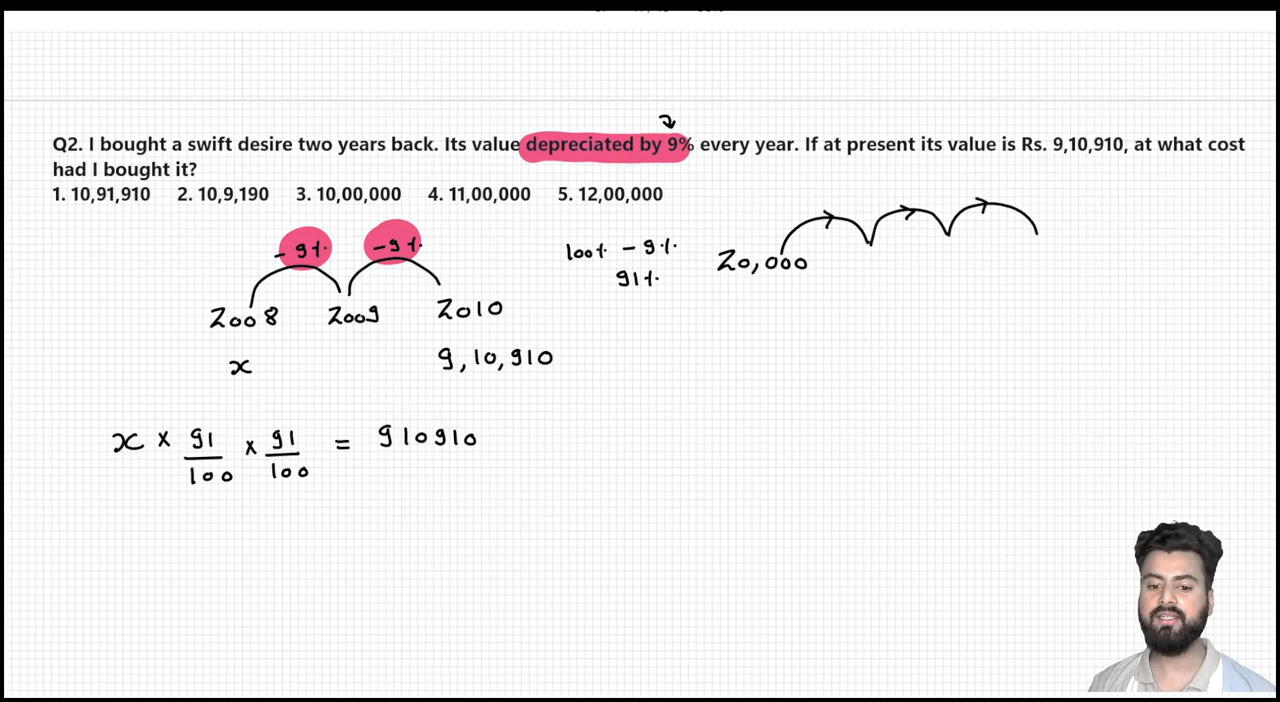 Q2. I bought a swift desire two years back. Its value depreciated by 9% every year. If at present its value is Rs. 9,10,910, at what cost
had I bought it?
1. 10,91,910 2. 10,9,190 3. 10,00,000 4. 11,00,000 5. 12,00,000
- 9% -9%
100% - 9%
91%
20,000
2008 2009 2010
x 9,10,910
x × 91/100 × 91/100 = 910910